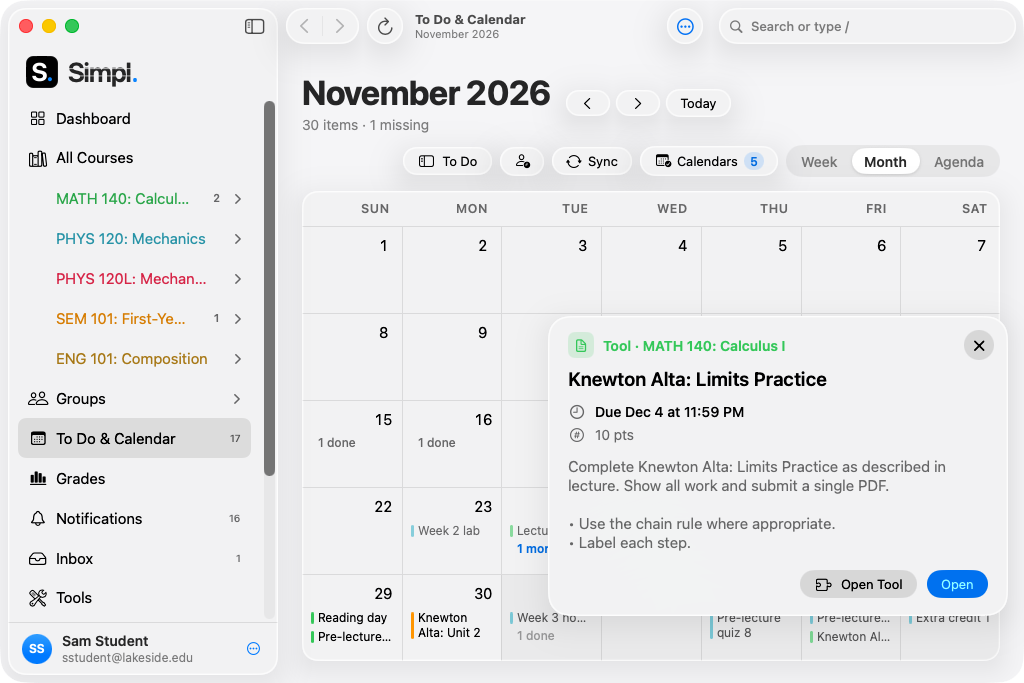 S.
Simpl.
Dashboard
All Courses
MATH 140: Calcul... 2
PHYS 120: Mechanics
PHYS 120L: Mechan...
SEM 101: First-Ye... 1
ENG 101: Composition
Groups
To Do & Calendar 17
Grades
Notifications 16
Inbox 1
Tools
SS
Sam Student
sstudent@lakeside.edu
To Do & Calendar
November 2026
Search or type /
November 2026
Today
30 items · 1 missing
To Do
Sync
Calendars 5
Week Month Agenda
SUN MON TUE WED THU FRI SAT
1 2 3 4 5 6 7
8 9
15 16
1 done 1 done
22 23
Week 2 lab
Lectu
1 mor
29 30
Reading day
Pre-lecture...
Knewton
Alta: Unit 2
Week 3 ho...
1 done
Pre-lecture
quiz 8
Pre-lecture...
Knewton Al...
Extra credit 1
Tool · MATH 140: Calculus I
Knewton Alta: Limits Practice
Due Dec 4 at 11:59 PM
# 10 pts
Complete Knewton Alta: Limits Practice as described in
lecture. Show all work and submit a single PDF.
• Use the chain rule where appropriate.
• Label each step.
Open Tool
Open